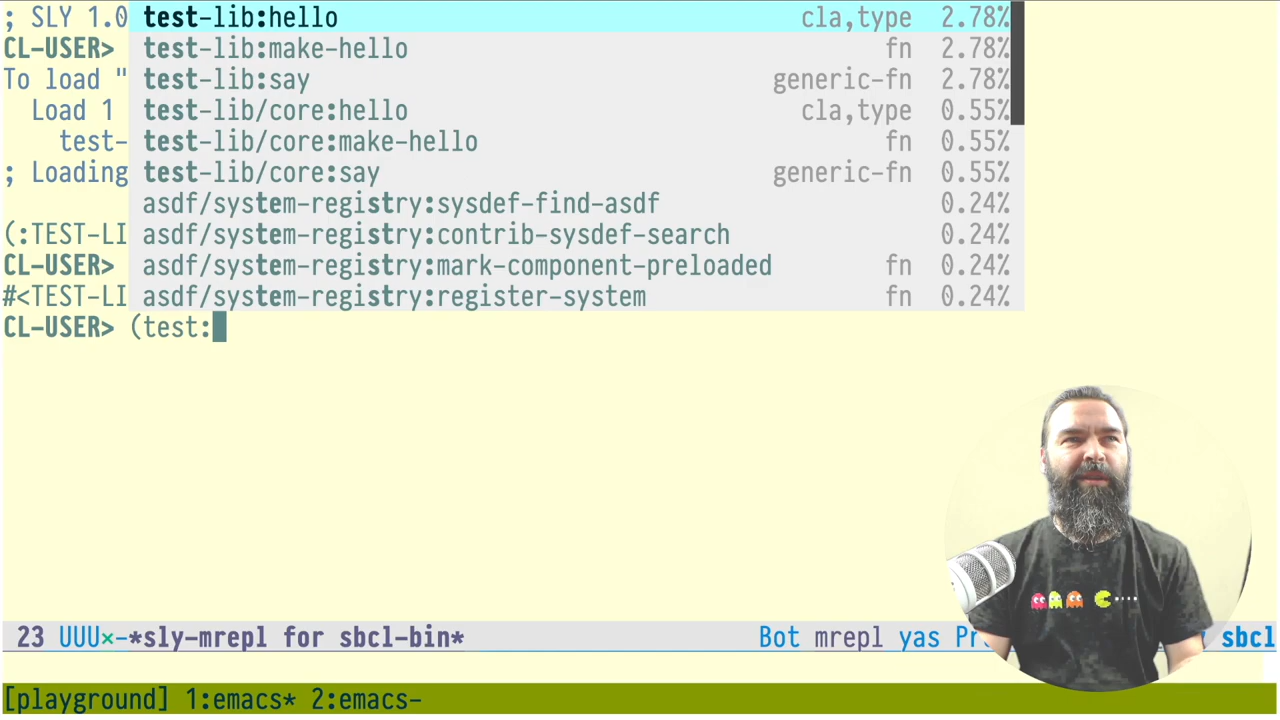 ; SLY 1.0 test-lib:hello cla,type 2.78%
CL-USER> test-lib:make-hello fn 2.78%
To load " test-lib:say generic-fn 2.78%
Load 1 test-lib/core:hello cla,type 0.55%
test- test-lib/core:make-hello fn 0.55%
; Loading test-lib/core:say generic-fn 0.55%
asdf/system-registry:sysdef-find-asdf 0.24%
(:TEST-LI asdf/system-registry:contrib-sysdef-search 0.24%
CL-USER> asdf/system-registry:mark-component-preloaded fn 0.24%
#<TEST-LI asdf/system-registry:register-system fn 0.24%
CL-USER> (test:
23 UUU×-*sly-mrepl for sbcl-bin* Bot mrepl yas Pr sbcl
[playground] 1:emacs* 2:emacs-